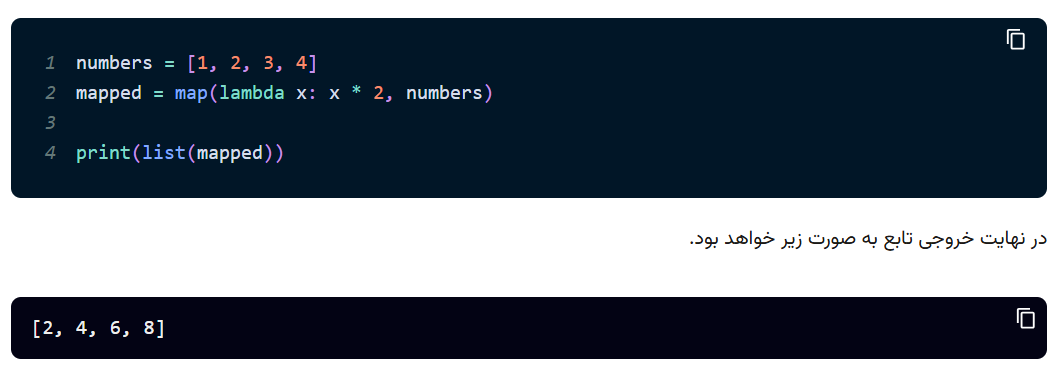 1 numbers = [1, 2, 3, 4]
2 mapped = map(lambda x: x * 2, numbers)
3
4 print(list(mapped))
در نهایت خروجی تابع به صورت زیر خواهد بود.
[2, 4, 6, 8]